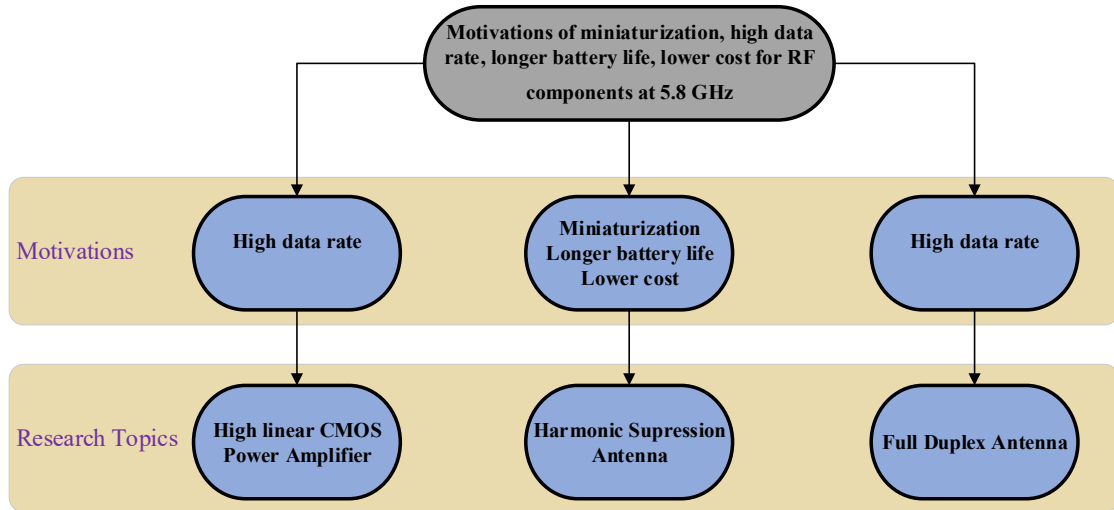 Motivations of miniaturization, high data
rate, longer battery life, lower cost for RF
components at 5.8 GHz
Motivations
High data rate
Miniaturization
Longer battery life
Lower cost
High data rate
Research Topics
High linear CMOS
Power Amplifier
Harmonic Supression
Antenna
Full Duplex Antenna